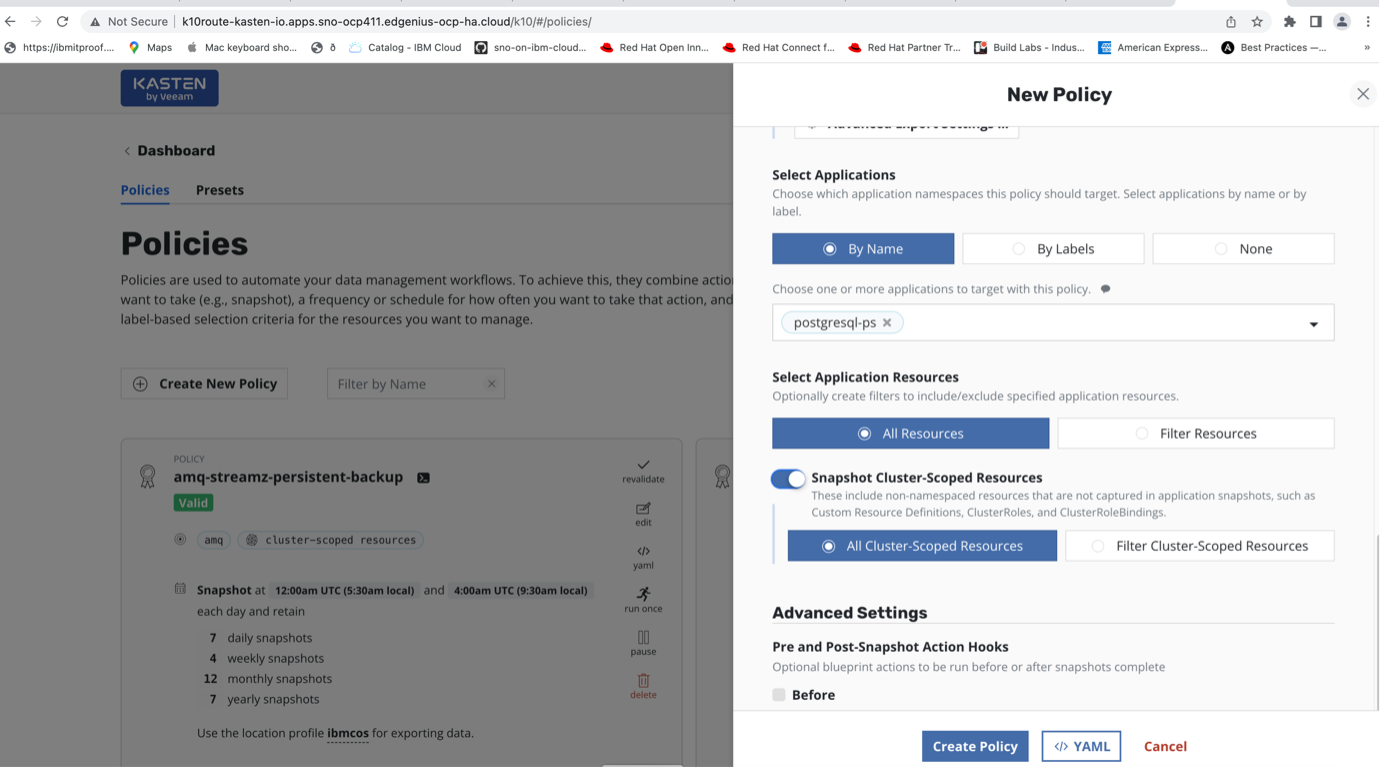 Not Secure k10route-kasten-io.apps.sno-ocp411.edgenius-ocp-ha.cloud/k10/#/policies/
https://ibmitproof.... Maps Mac keyboard sho... ð Catalog - IBM Cloud sno-on-ibm-cloud... Red Hat Open Inn... Red Hat Connect f... Red Hat Partner Tr... Build Labs - Indus... American Express... Best Practices —... »
KASTEN
by Veeam
Dashboard
Policies Presets
Policies
Policies are used to automate your data management workflows. To achieve this, they combine actio
want to take (e.g., snapshot), a frequency or schedule for how often you want to take that action, and
label-based selection criteria for the resources you want to manage.
Create New Policy
Filter by Name
POLICY
amq-streamz-persistent-backup
Valid
amq cluster-scoped resources
Snapshot at 12:00am UTC (5:30am local) and 4:00am UTC (9:30am local)
each day and retain
7 daily snapshots
4 weekly snapshots
12 monthly snapshots
7 yearly snapshots
Use the location profile ibmcos for exporting data.
revalidate
edit
yaml
run once
pause
delete
New Policy
Advanced Export Settings ...
Select Applications
Choose which application namespaces this policy should target. Select applications by name or by
label.
By Name By Labels None
Choose one or more applications to target with this policy.
postgresql-ps
Select Application Resources
Optionally create filters to include/exclude specified application resources.
All Resources Filter Resources
Snapshot Cluster-Scoped Resources
These include non-namespaced resources that are not captured in application snapshots, such as
Custom Resource Definitions, ClusterRoles, and ClusterRoleBindings.
All Cluster-Scoped Resources Filter Cluster-Scoped Resources
Advanced Settings
Pre and Post-Snapshot Action Hooks
Optional blueprint actions to be run before or after snapshots complete
Before
Create Policy </> YAML Cancel